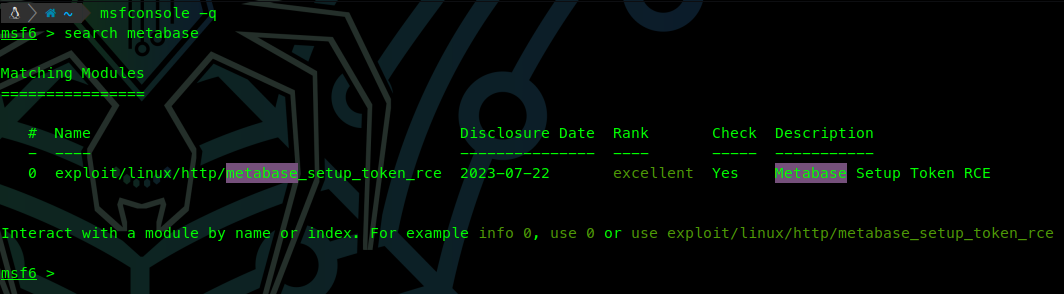 ~ msfconsole -q
msf6 > search metabase
Matching Modules
================
# Name Disclosure Date Rank Check Description
- ---- --------------- ---- ----- -----------
0 exploit/linux/http/metabase_setup_token_rce 2023-07-22 excellent Yes Metabase Setup Token RCE
Interact with a module by name or index. For example info 0, use 0 or use exploit/linux/http/metabase_setup_token_rce
msf6 >